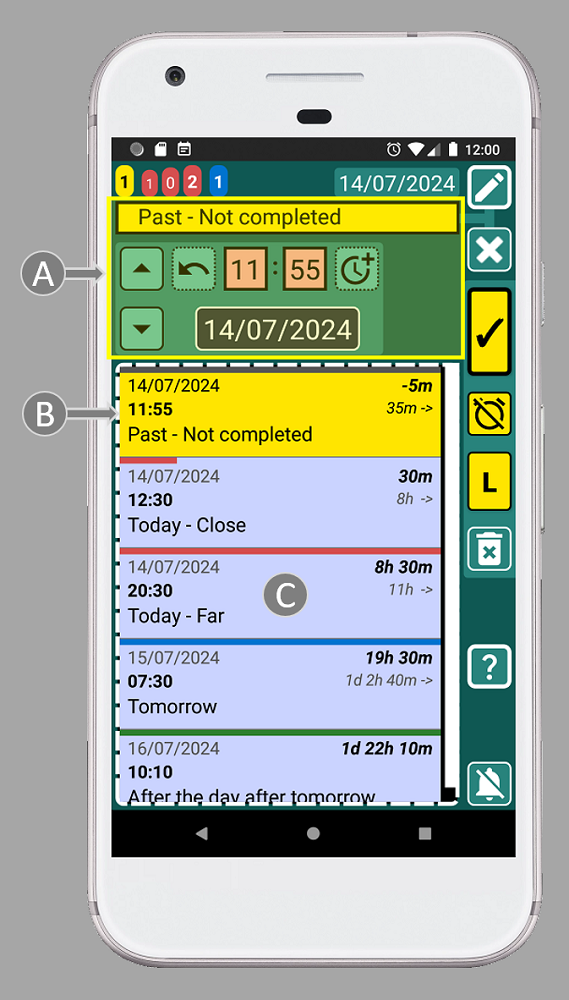 12:00
1 1 0 2 1 14/07/2024
Past - Not completed
A
11 : 55
14/07/2024
B
14/07/2024 -5m
11:55 35m ->
Past - Not completed
14/07/2024 30m
12:30 8h ->
Today - Close
L
14/07/2024 8h 30m
20:30 11h ->
Today - Far
C
15/07/2024 19h 30m
07:30 1d 2h 40m ->
Tomorrow
?
16/07/2024 1d 22h 10m
10:10
After the day after tomorrow